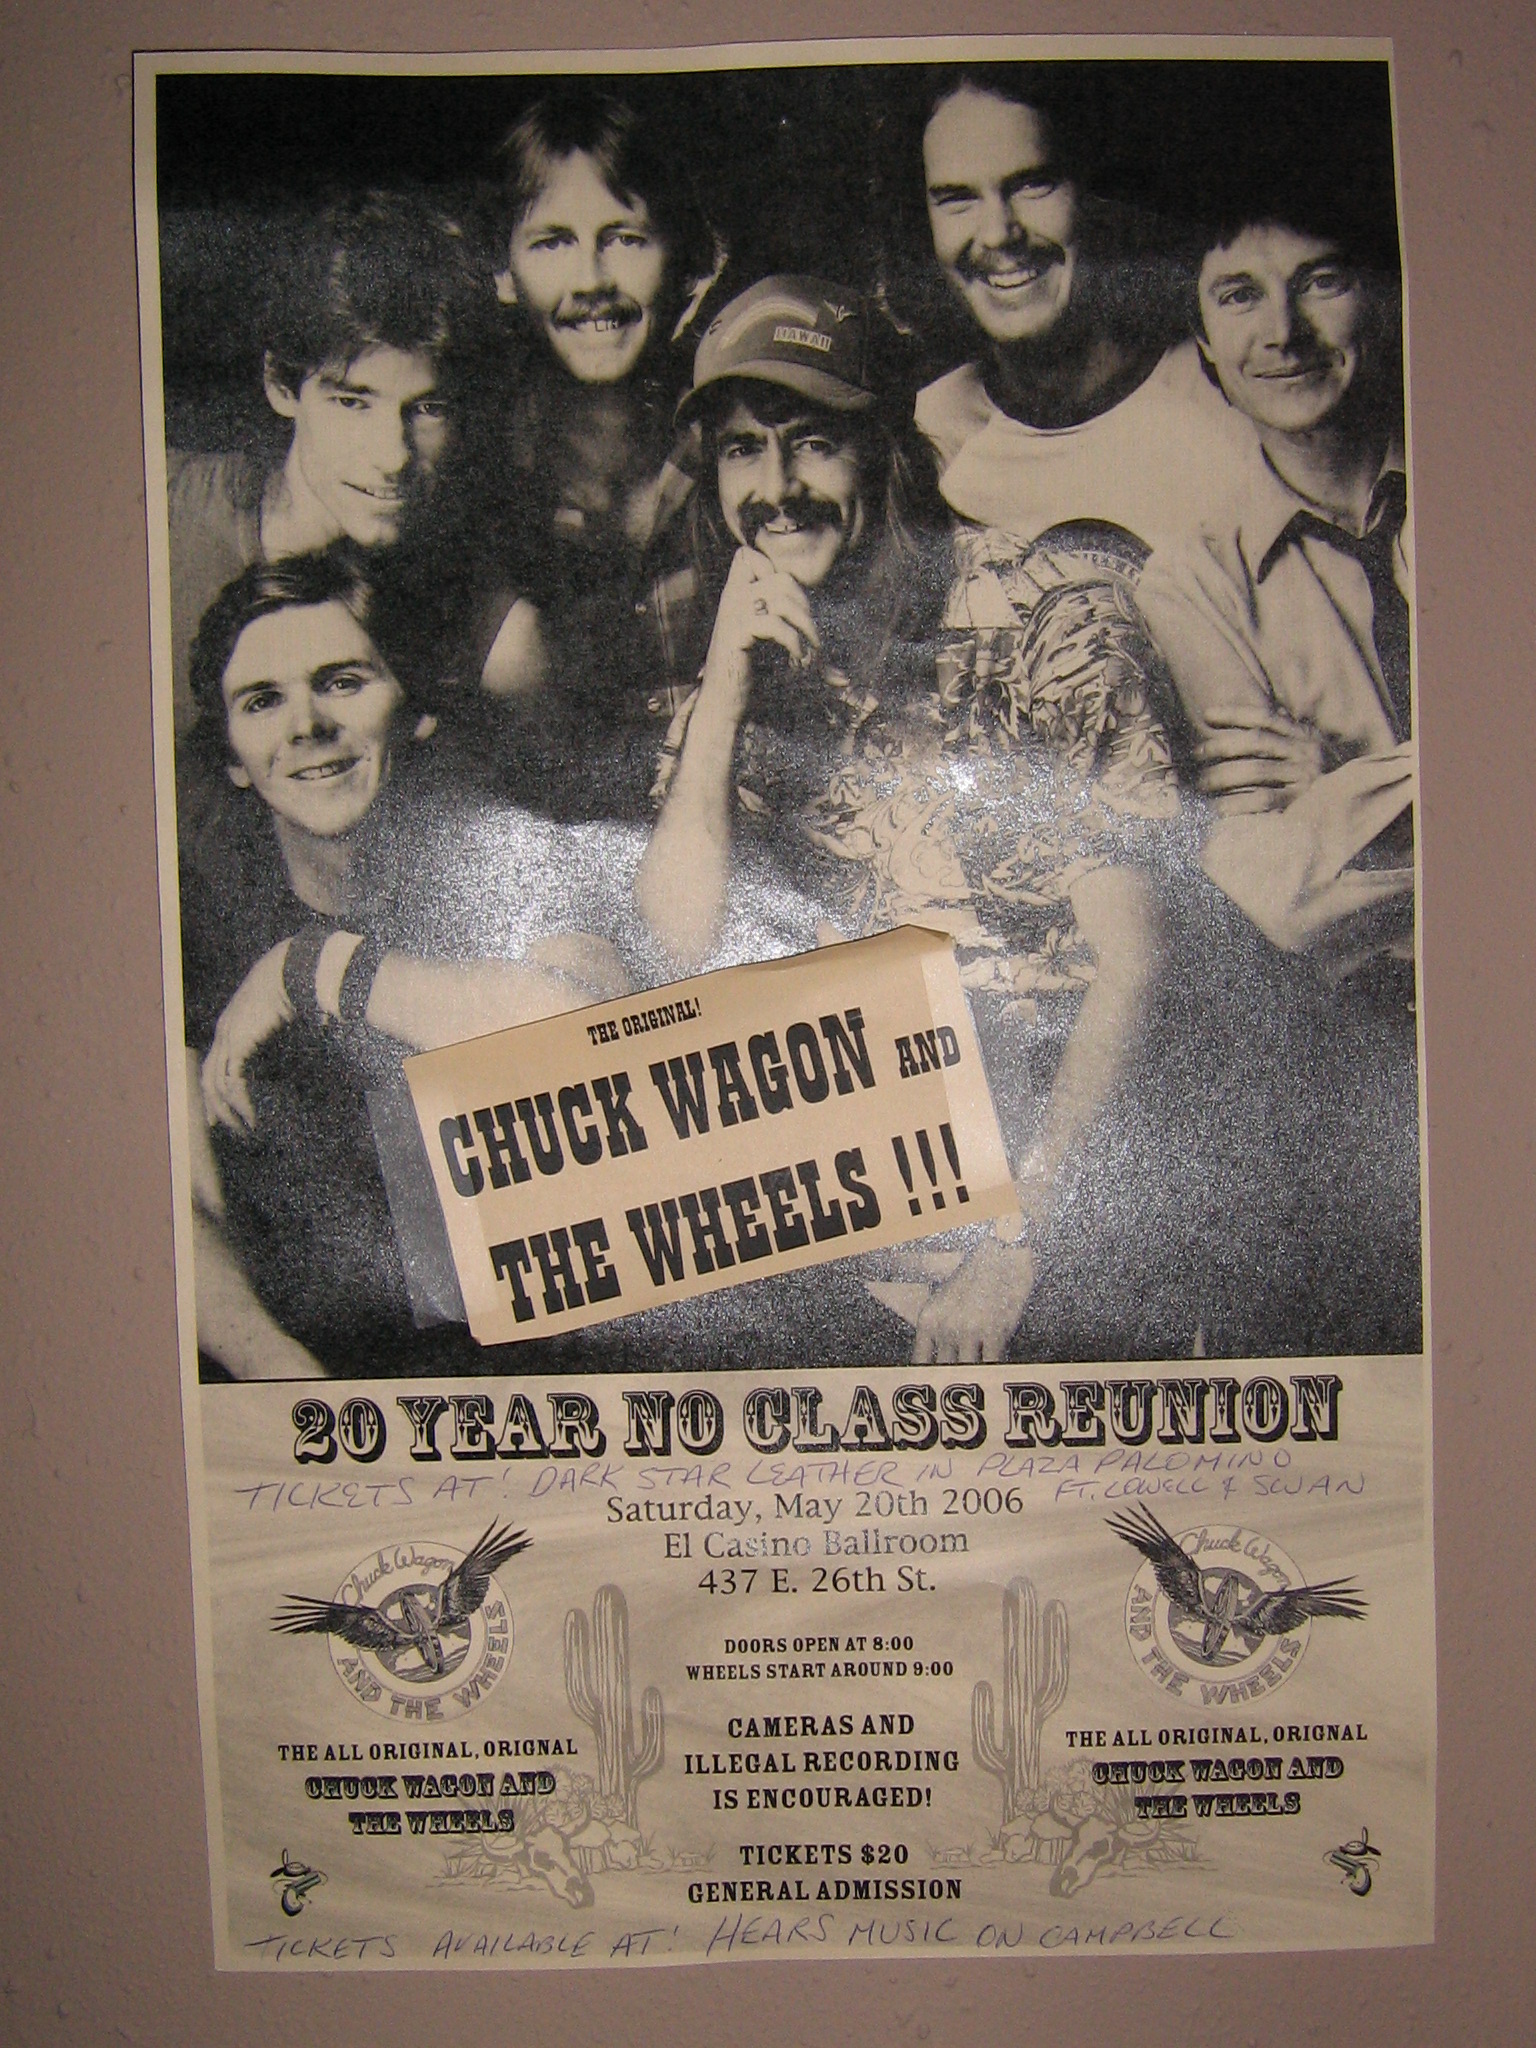 HAWAII
THE ORIGINAL!
CHUCK WAGON AND
THE WHEELS !!!
20 YEAR NO CLASS REUNION
TICKETS AT! DARK STAR LEATHER IN PLAZA PALOMINO
FT. LOWELL & SWAN
Saturday, May 20th 2006
El Casino Ballroom
437 E. 26th St.
Chuck Wagon
AND THE WHEELS
Chuck Wagon
AND THE WHEELS
DOORS OPEN AT 8:00
WHEELS START AROUND 9:00
CAMERAS AND
ILLEGAL RECORDING
IS ENCOURAGED!
THE ALL ORIGINAL, ORIGNAL
CHUCK WAGON AND
THE WHEELS
THE ALL ORIGINAL, ORIGNAL
CHUCK WAGON AND
THE WHEELS
TICKETS $20
GENERAL ADMISSION
TICKETS AVAILABLE AT! HEARS MUSIC ON CAMPBELL